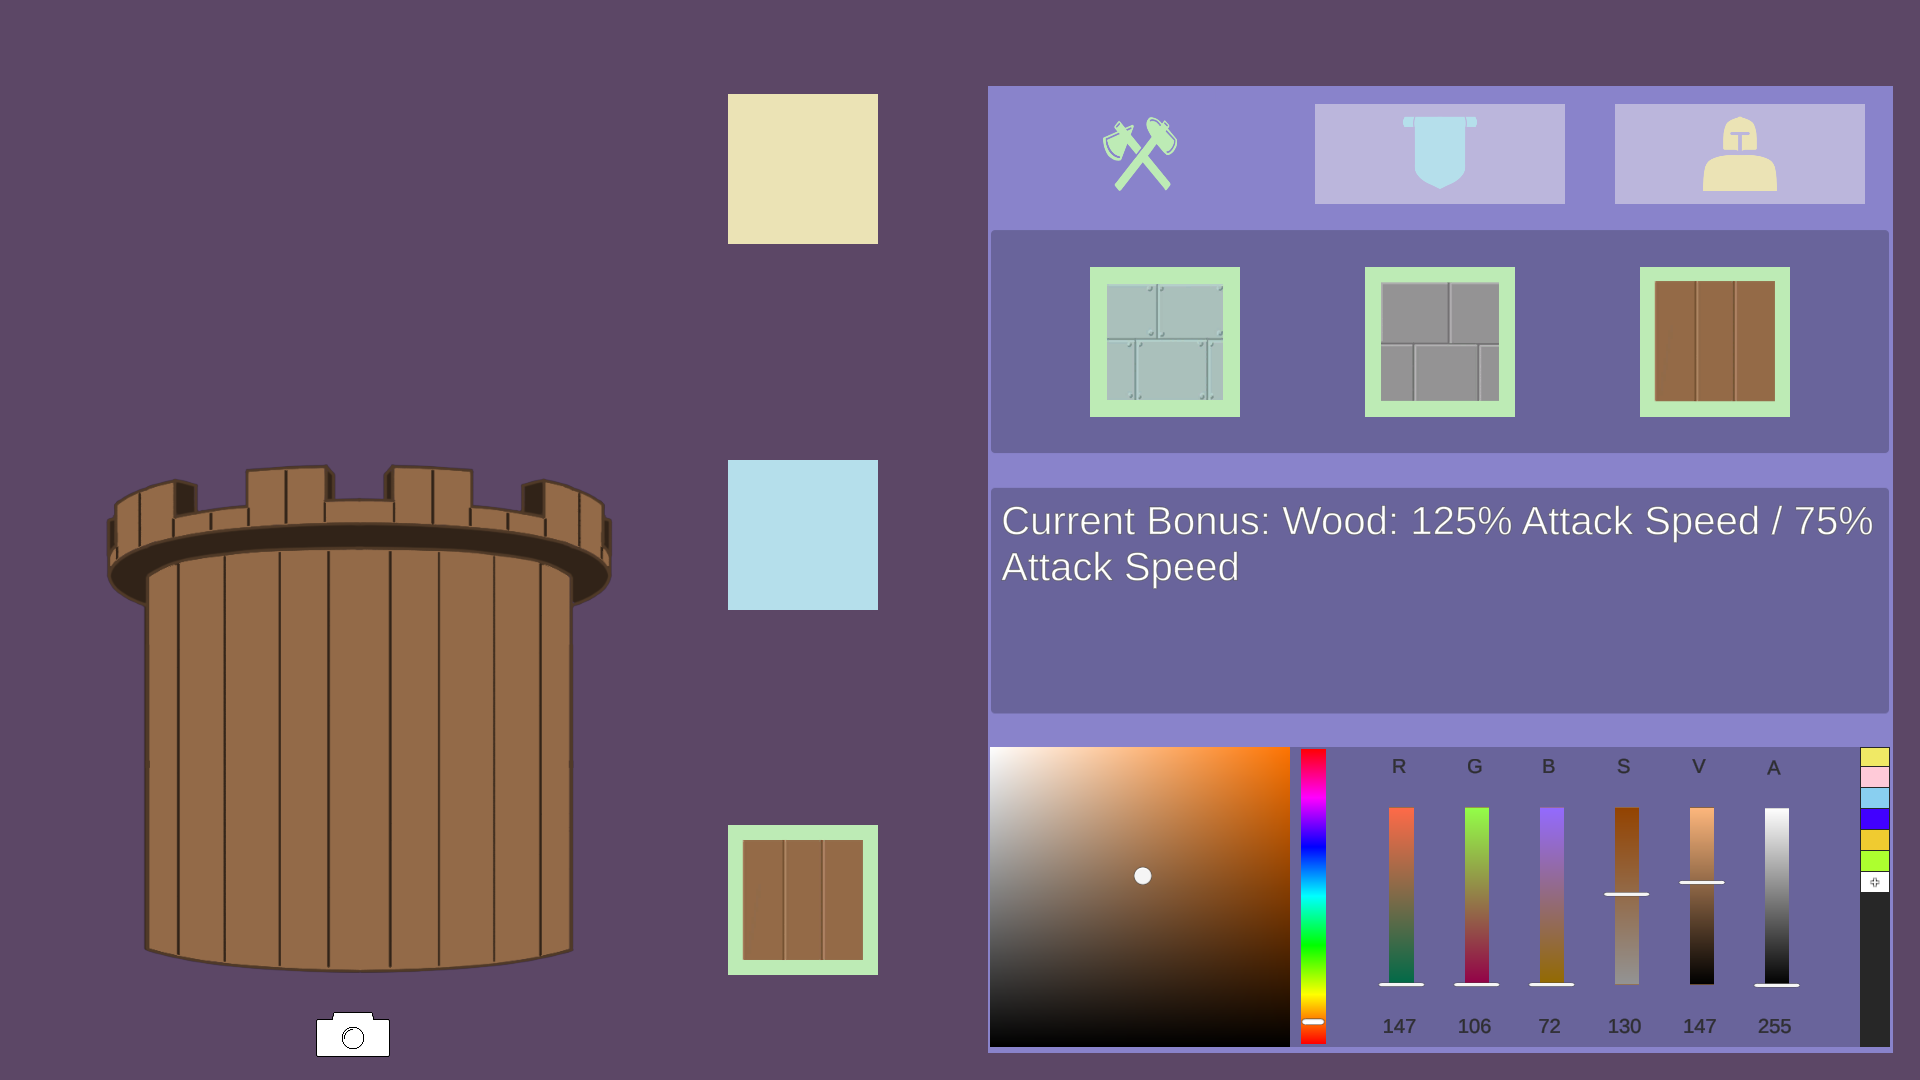 Current Bonus: Wood: 125% Attack Speed / 75%
Attack Speed
R G B S V A
147 106 72 130 147 255